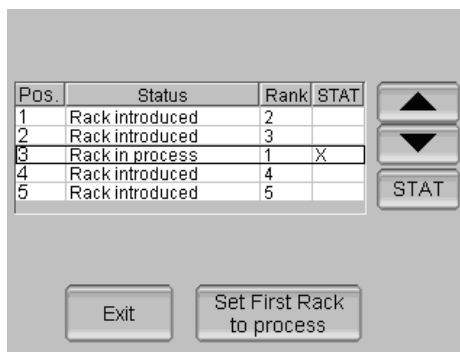 Pos. Status Rank STAT
1 Rack introduced 2
2 Rack introduced 3
3 Rack in process 1 X
4 Rack introduced 4
5 Rack introduced 5
STAT
Exit
Set First Rack
to process